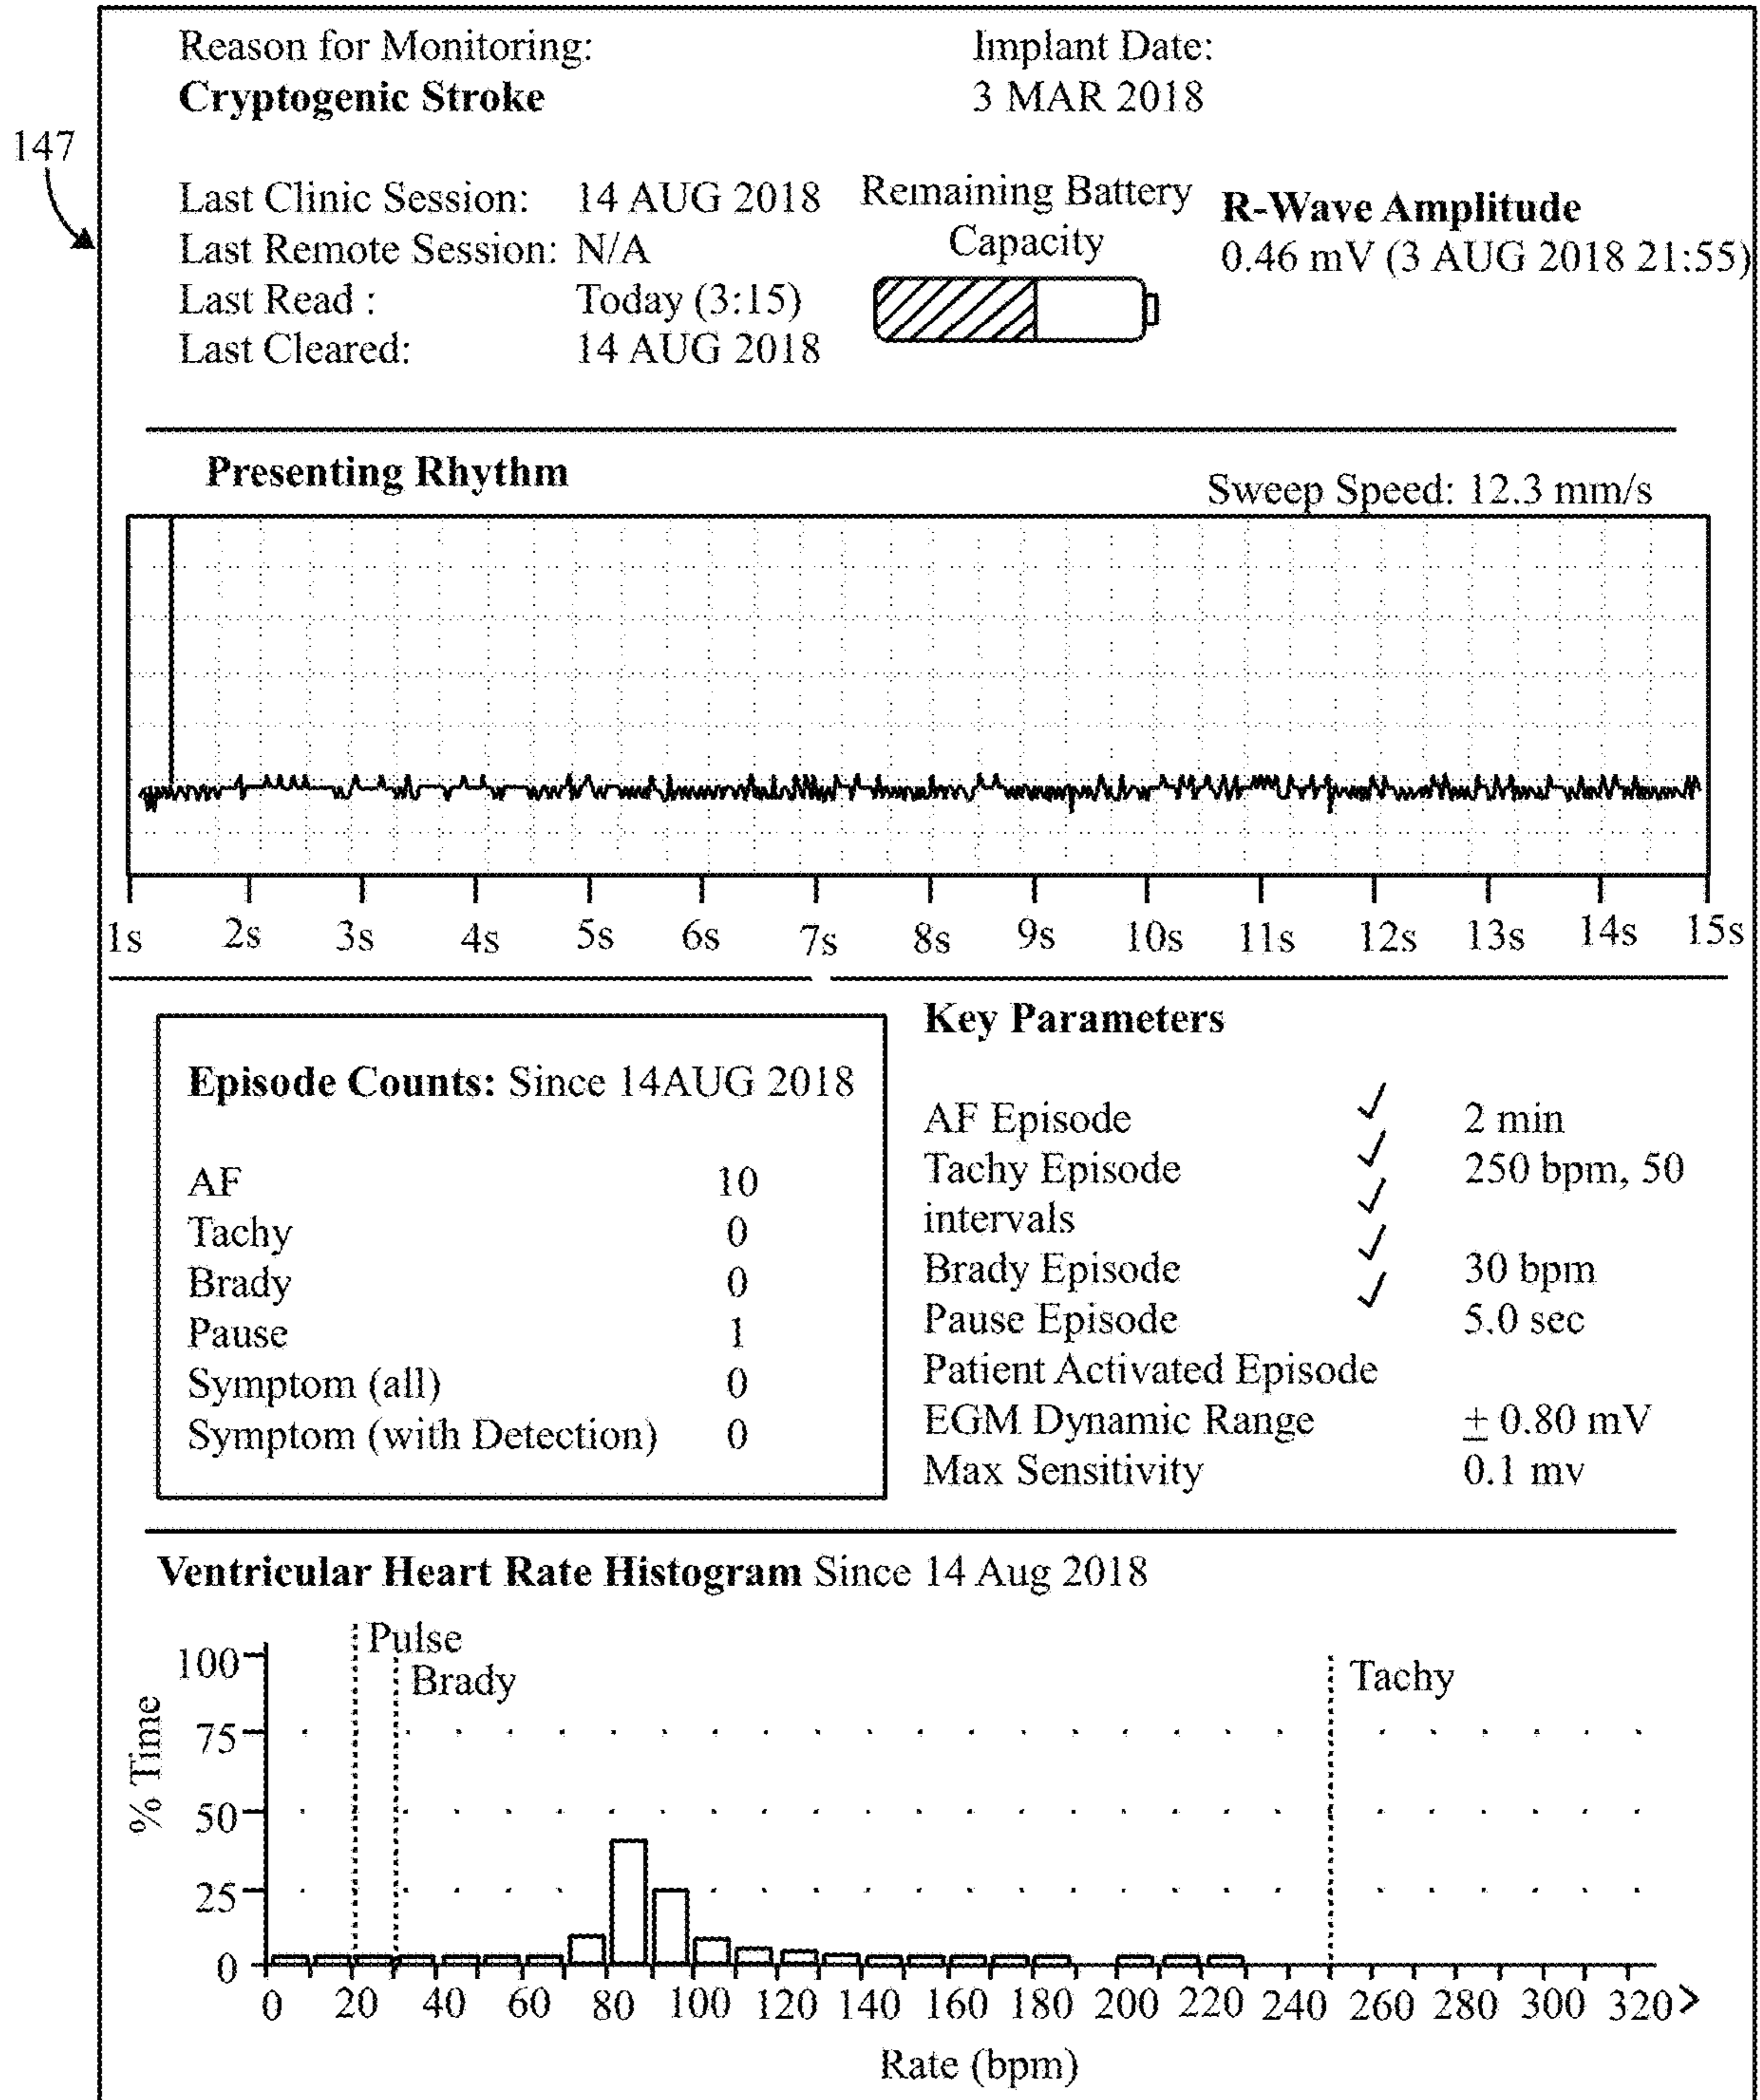 147
Reason for Monitoring:
Cryptogenic Stroke
Implant Date:
3 MAR 2018
Last Clinic Session: 14 AUG 2018
Last Remote Session: N/A
Last Read : Today (3:15)
Last Cleared: 14 AUG 2018
Remaining Battery
Capacity
R-Wave Amplitude
0.46 mV (3 AUG 2018 21:55)
Presenting Rhythm
Sweep Speed: 12.3 mm/s
1s 2s 3s 4s 5s 6s 7s 8s 9s 10s 11s 12s 13s 14s 15s
Episode Counts: Since 14AUG 2018
AF 10
Tachy 0
Brady 0
Pause 1
Symptom (all) 0
Symptom (with Detection) 0
Key Parameters
AF Episode ✓ 2 min
Tachy Episode ✓ 250 bpm, 50
intervals ✓
Brady Episode ✓ 30 bpm
Pause Episode ✓ 5.0 sec
Patient Activated Episode
EGM Dynamic Range ± 0.80 mV
Max Sensitivity 0.1 mv
Ventricular Heart Rate Histogram Since 14 Aug 2018
Pulse
Brady
Tachy
% Time
100
75
50
25
0
0 20 40 60 80 100 120 140 160 180 200 220 240 260 280 300 320>
Rate (bpm)